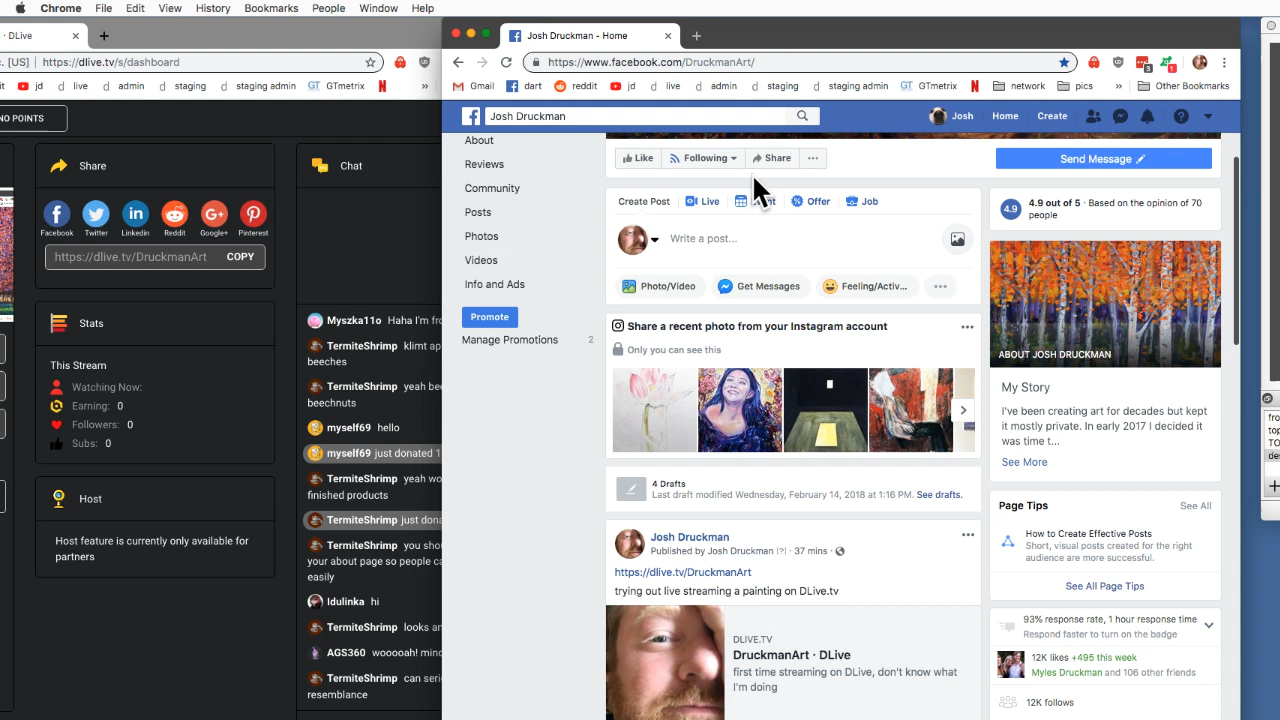 Chrome File Edit View History Bookmarks People Window Help
· DLive
. [US] https://dlive.tv/s/dashboard
it jd live admin staging staging admin GT GTmetrix N »
NO POINTS
Share
Facebook Twitter Linkedin Reddit Google+ Pinterest
https://dlive.tv/DruckmanArt COPY
Stats
This Stream
Watching Now:
Earning: 0
Followers: 0
Subs: 0
Host
Host feature is currently only available for
partners
Chat
Myszka11o Haha I'm fro
TermiteShrimp klimt ap
beeches
TermiteShrimp yeah bee
beechnuts
myself69 hello
myself69 just donated 1
TermiteShrimp yeah wo
finished products
TermiteShrimp just dona
TermiteShrimp you shou
your about page so people ca
easily
Idulinka hi
TermiteShrimp looks an
AGS360 wooooah! mind
TermiteShrimp can seri
resemblance
Josh Druckman - Home
https://www.facebook.com/DruckmanArt/
Gmail dart reddit jd live admin staging staging admin GT GTmetrix N network pics » Other Bookmarks
Josh Druckman
Josh Home Create
About
Reviews
Community
Posts
Photos
Videos
Info and Ads
Promote
Manage Promotions 2
Like Following Share ...
Send Message
Create Post Live Offer Job
Write a post...
Photo/Video Get Messages Feeling/Activ... ...
Share a recent photo from your Instagram account
Only you can see this
4 Drafts
Last draft modified Wednesday, February 14, 2018 at 1:16 PM. See drafts.
Josh Druckman
Published by Josh Druckman [?] · 37 mins ·
https://dlive.tv/DruckmanArt
trying out live streaming a painting on DLive.tv
DLIVE.TV
DruckmanArt · DLive
first time streaming on DLive, don't know what
I'm doing
4.9 4.9 out of 5 · Based on the opinion of 70
people
ABOUT JOSH DRUCKMAN
My Story
I've been creating art for decades but kept
it mostly private. In early 2017 I decided it
was time t...
See More
Page Tips See All
How to Create Effective Posts
Short, visual posts created for the right
audience are more successful.
See All Page Tips
93% response rate, 1 hour response time
Respond faster to turn on the badge
12K likes +495 this week
Myles Druckman and 106 other friends
12K follows
fro
top
TO
des